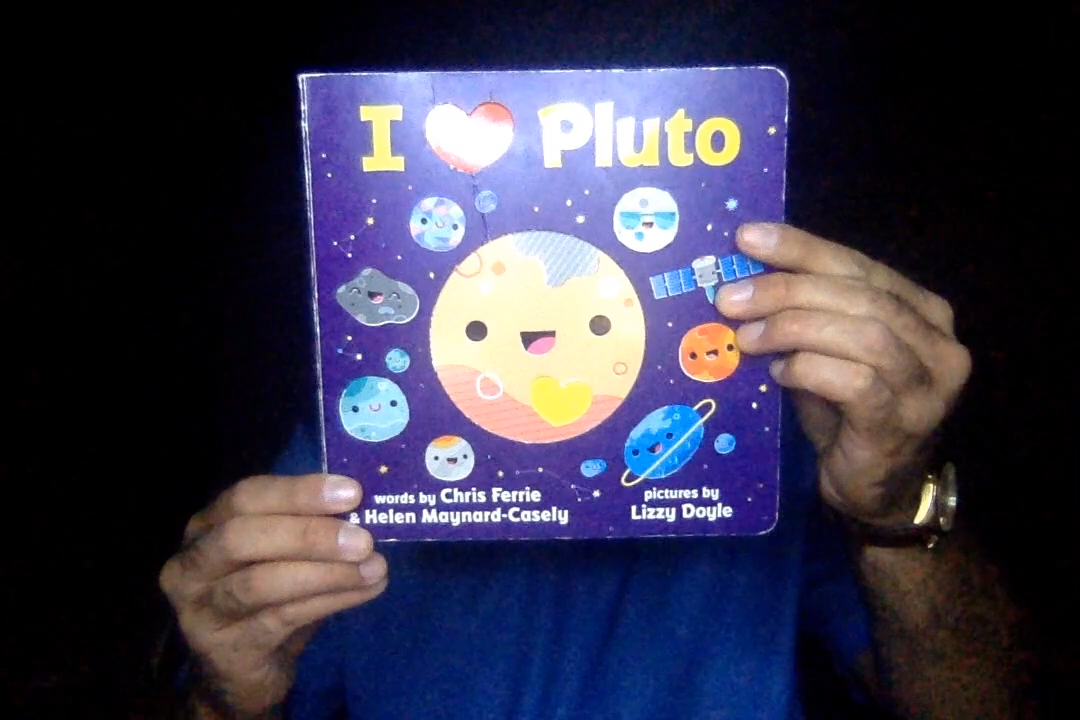 I ❤ Pluto
words by Chris Ferrie
& Helen Maynard-Casely
pictures by
Lizzy Doyle